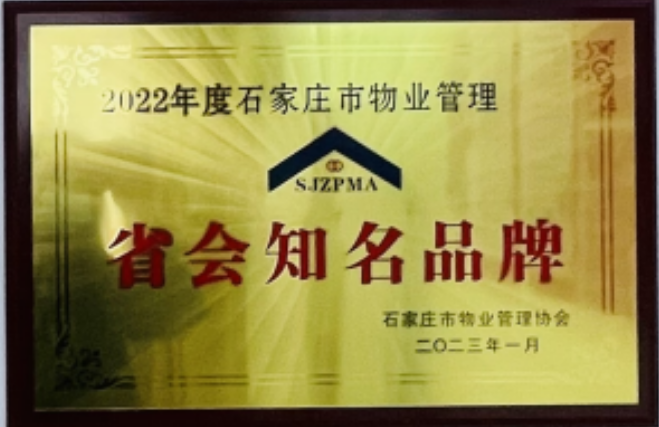 2022年度石家庄市物业管理
SJZPMA
省会知名品牌
石家庄市物业管理协会
二〇二三年一月